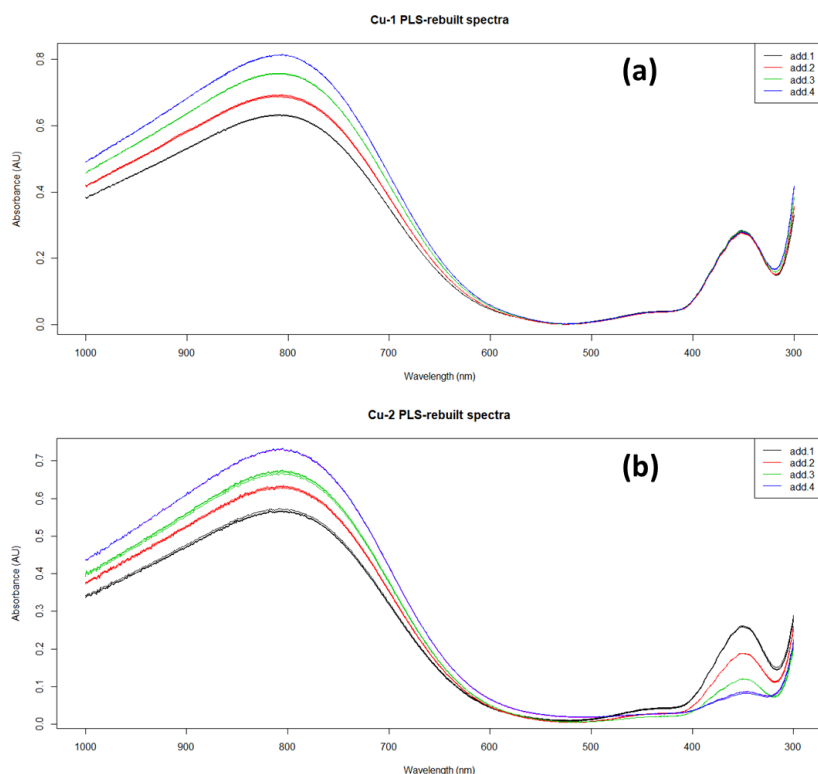 Cu-1 PLS-rebuilt spectra
(a)
add.1
add.2
add.3
add.4
Absorbance (AU)
0.8
0.6
0.4
0.2
0.0
1000 900 800 700 600 500 400 300
Wavelength (nm)
Cu-2 PLS-rebuilt spectra
(b)
add.1
add.2
add.3
add.4
Absorbance (AU)
0.7
0.6
0.5
0.4
0.3
0.2
0.1
0.0
1000 900 800 700 600 500 400 300
Wavelength (nm)